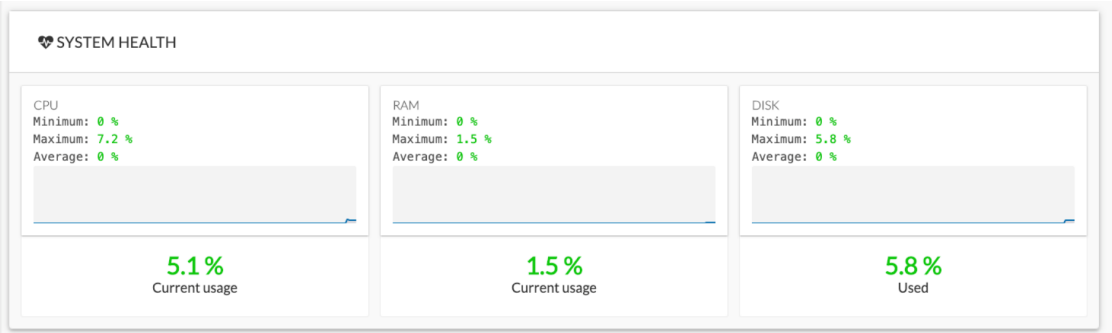 SYSTEM HEALTH
CPU
Minimum: 0 %
Maximum: 7.2 %
Average: 0 %
5.1 %
Current usage
RAM
Minimum: 0 %
Maximum: 1.5 %
Average: 0 %
1.5 %
Current usage
DISK
Minimum: 0 %
Maximum: 5.8 %
Average: 0 %
5.8 %
Used